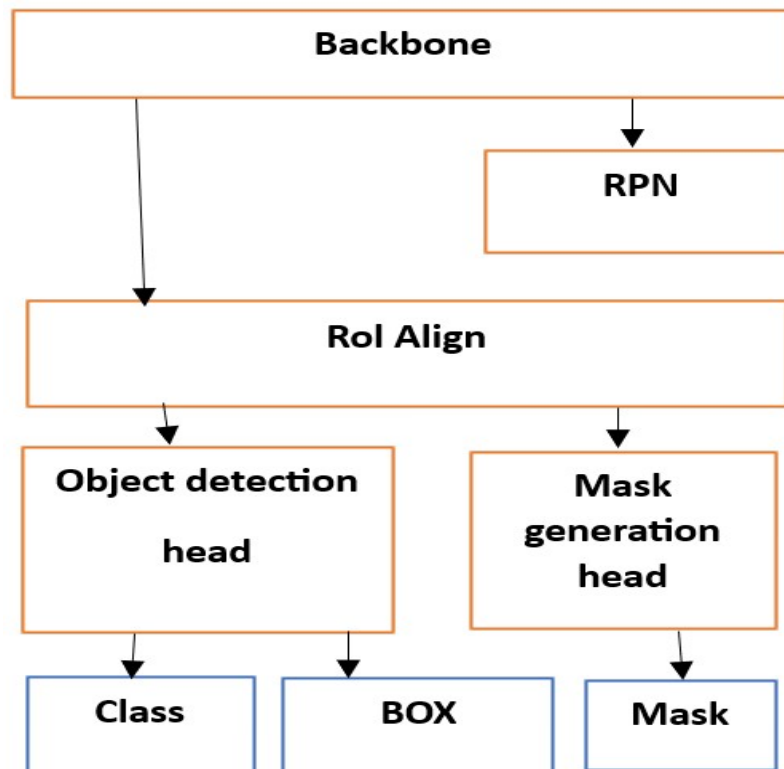 Backbone
RPN
RoI Align
Object detection
head
Mask
generation
head
Class
BOX
Mask